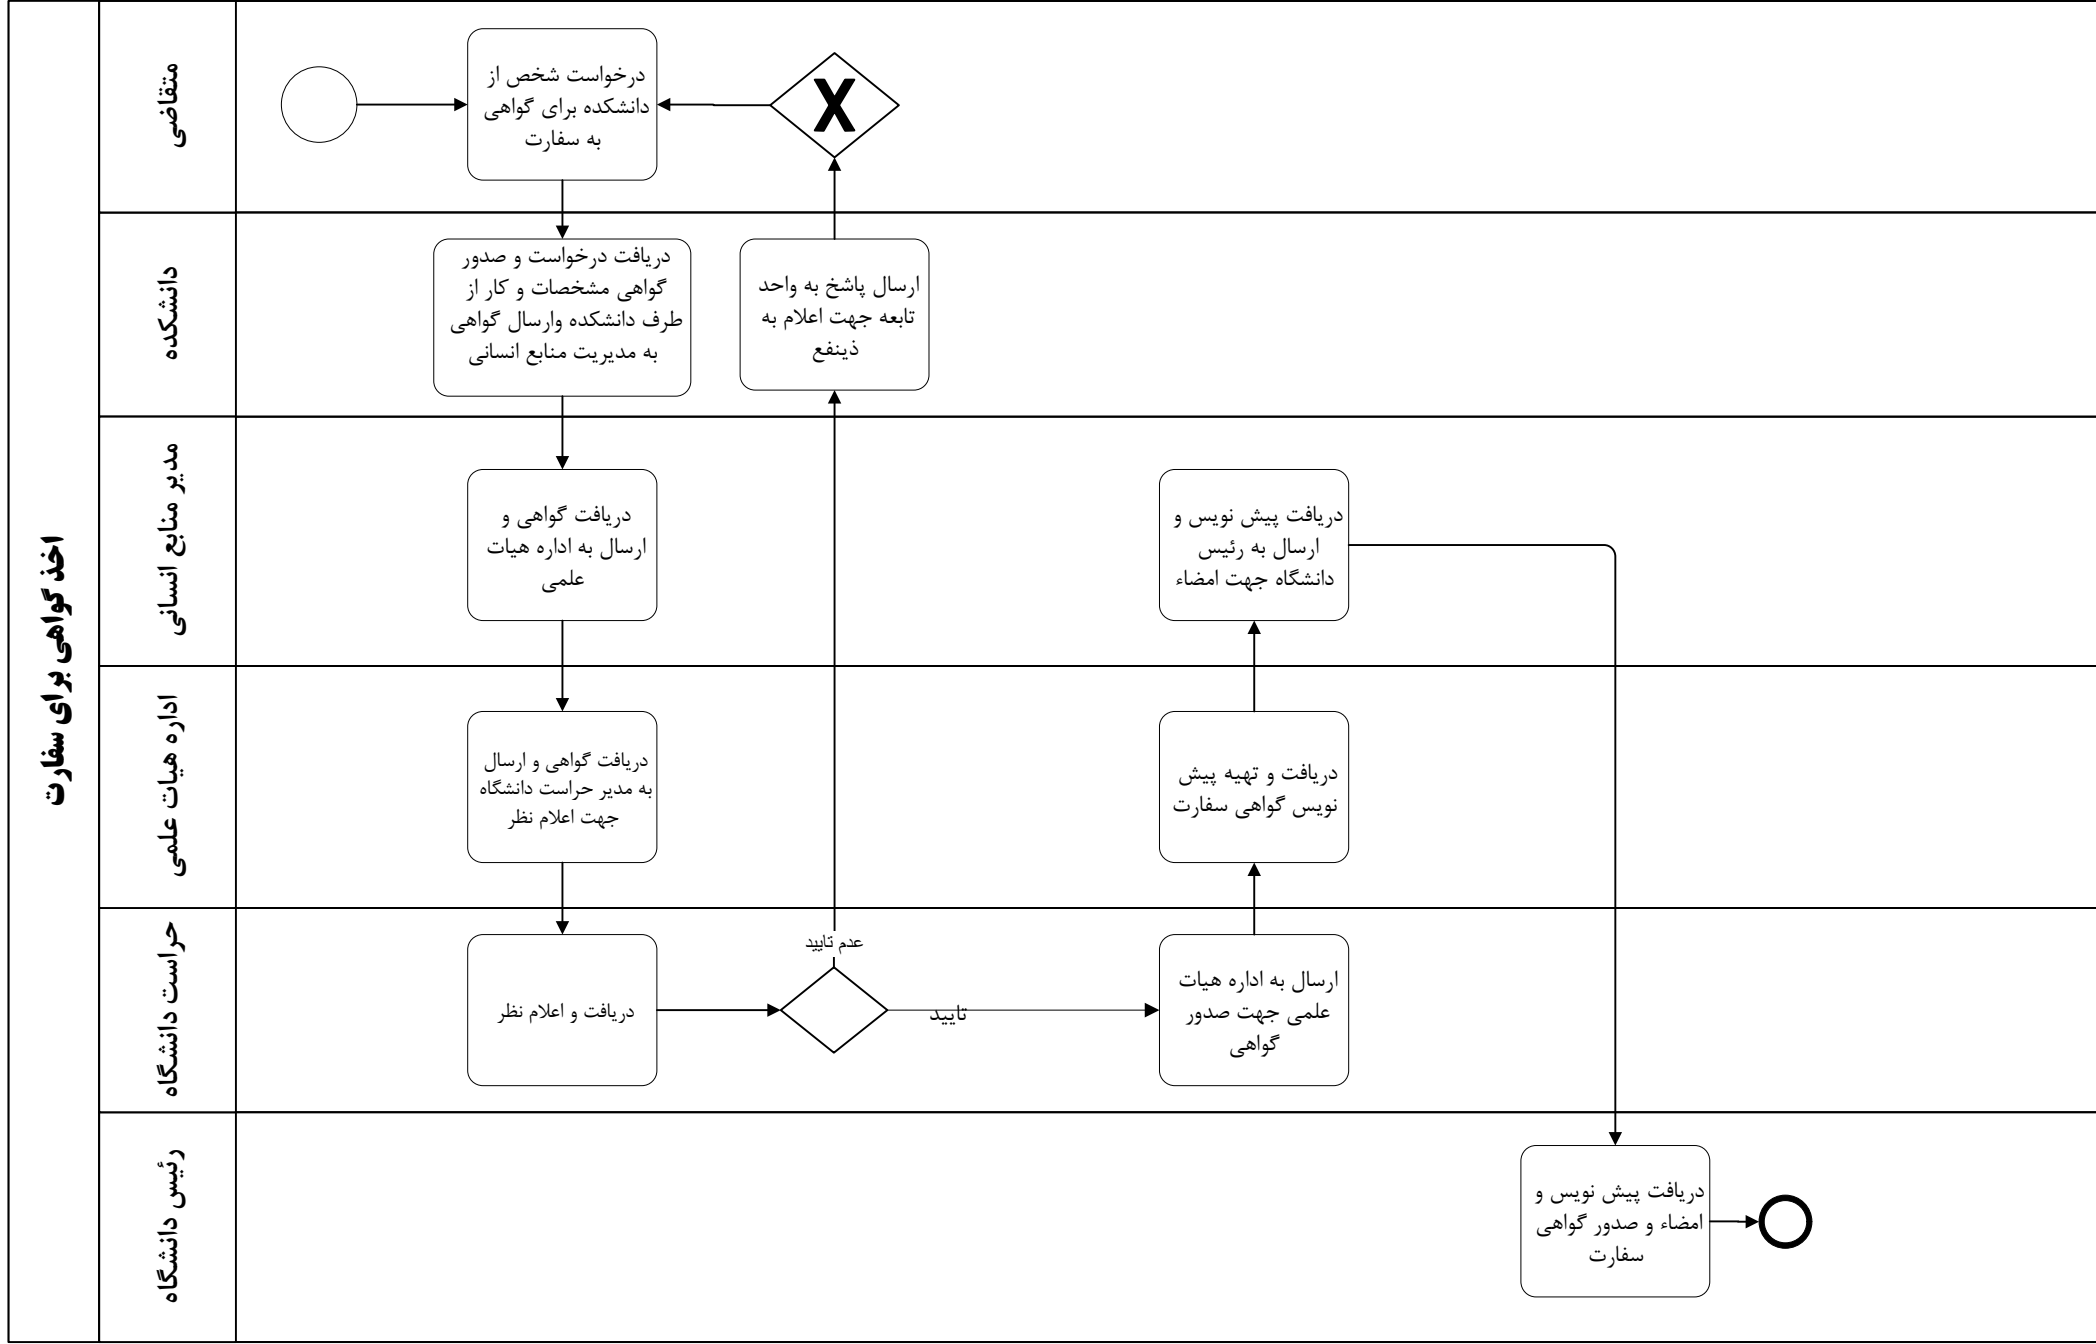 اخذ گواهی برای سفارت
متقاضی
درخواست شخص از
دانشکده برای گواهی
به سفارت
X
دانشکده
دریافت درخواست و صدور
گواهی مشخصات و کار از
طرف دانشکده وارسال گواهی
به مدیریت منابع انسانی
ارسال پاشخ به واحد
تابعه جهت اعلام به
ذینفع
مدیر منابع انسانی
دریافت گواهی و
ارسال به اداره هیات
علمی
دریافت پیش نویس و
ارسال به رئیس
دانشگاه جهت امضاء
اداره هیات علمی
دریافت گواهی و ارسال
به مدیر حراست دانشگاه
جهت اعلام نظر
دریافت و تهیه پیش
نویس گواهی سفارت
حراست دانشگاه
دریافت و اعلام نظر
عدم تایید
تایید
ارسال به اداره هیات
علمی جهت صدور
گواهی
رئیس دانشگاه
دریافت پیش نویس و
امضاء و صدور گواهی
سفارت